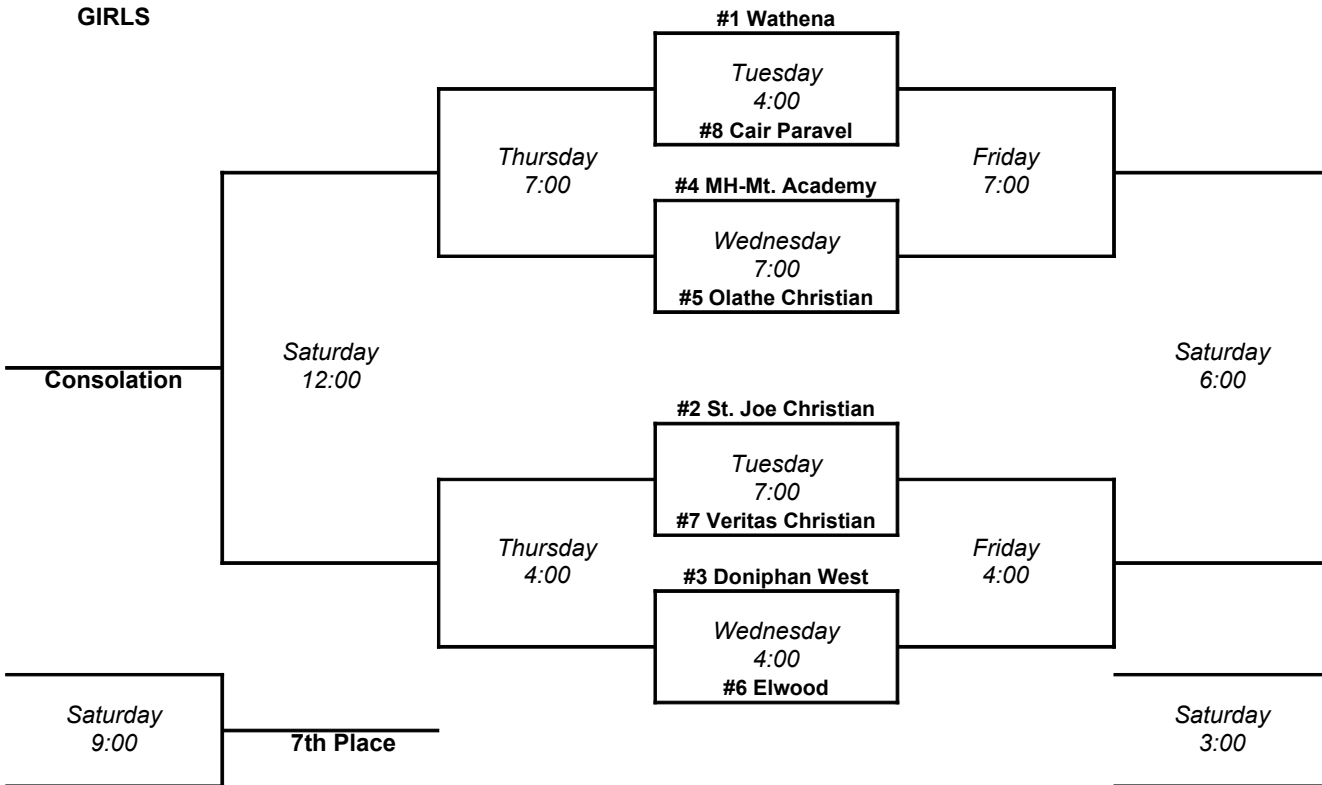 GIRLS
#1 Wathena
Tuesday
4:00
#8 Cair Paravel
Thursday
7:00
Friday
7:00
#4 MH-Mt. Academy
Wednesday
7:00
#5 Olathe Christian
Saturday
12:00
Consolation
Saturday
6:00
#2 St. Joe Christian
Tuesday
7:00
#7 Veritas Christian
Thursday
4:00
Friday
4:00
#3 Doniphan West
Wednesday
4:00
#6 Elwood
Saturday
9:00
7th Place
Saturday
3:00